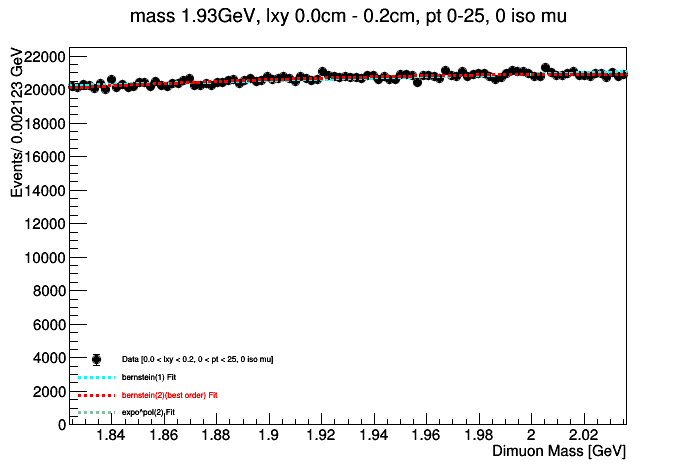 mass 1.93GeV, lxy 0.0cm - 0.2cm, pt 0-25, 0 iso mu
Events/ 0.002123 GeV
22000
20000
18000
16000
14000
12000
10000
8000
6000
4000
2000
0
Data [0.0 < lxy < 0.2, 0 < pt < 25, 0 iso mu]
bernstein(1) Fit
bernstein(2)(best order) Fit
expo^pol(2) Fit
1.84 1.86 1.88 1.9 1.92 1.94 1.96 1.98 2 2.02
Dimuon Mass [GeV]